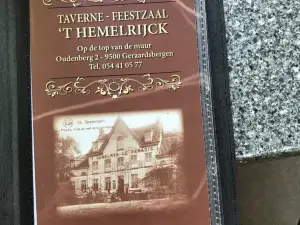 TAVERNE - FEESTZAAL
'T HEMELRIJCK
Op de top van de muur
Oudenberg 2 - 9500 Geraardsbergen
Tel. 054 41 05 77